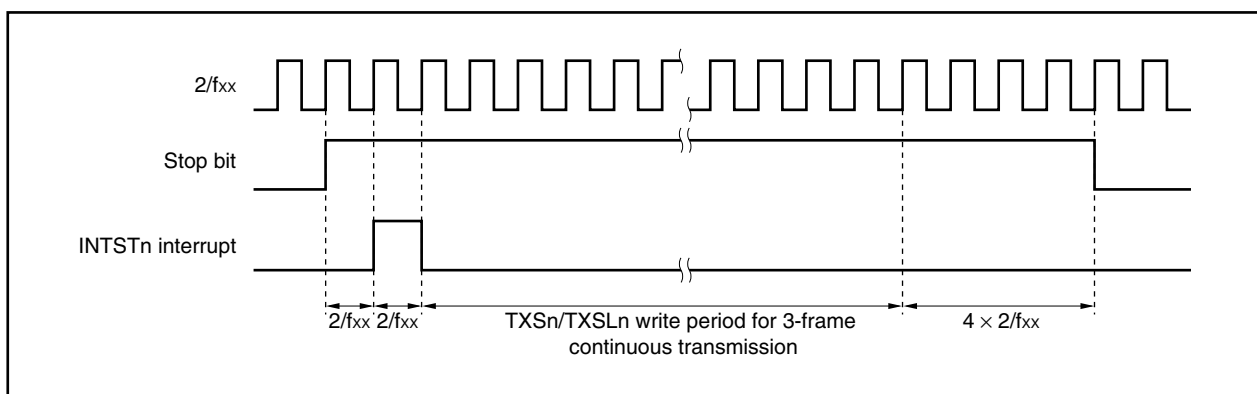 2/fxx
Stop bit
INTSTn interrupt
2/fxx 2/fxx
TXSn/TXSLn write period for 3-frame
continuous transmission
4 × 2/fxx